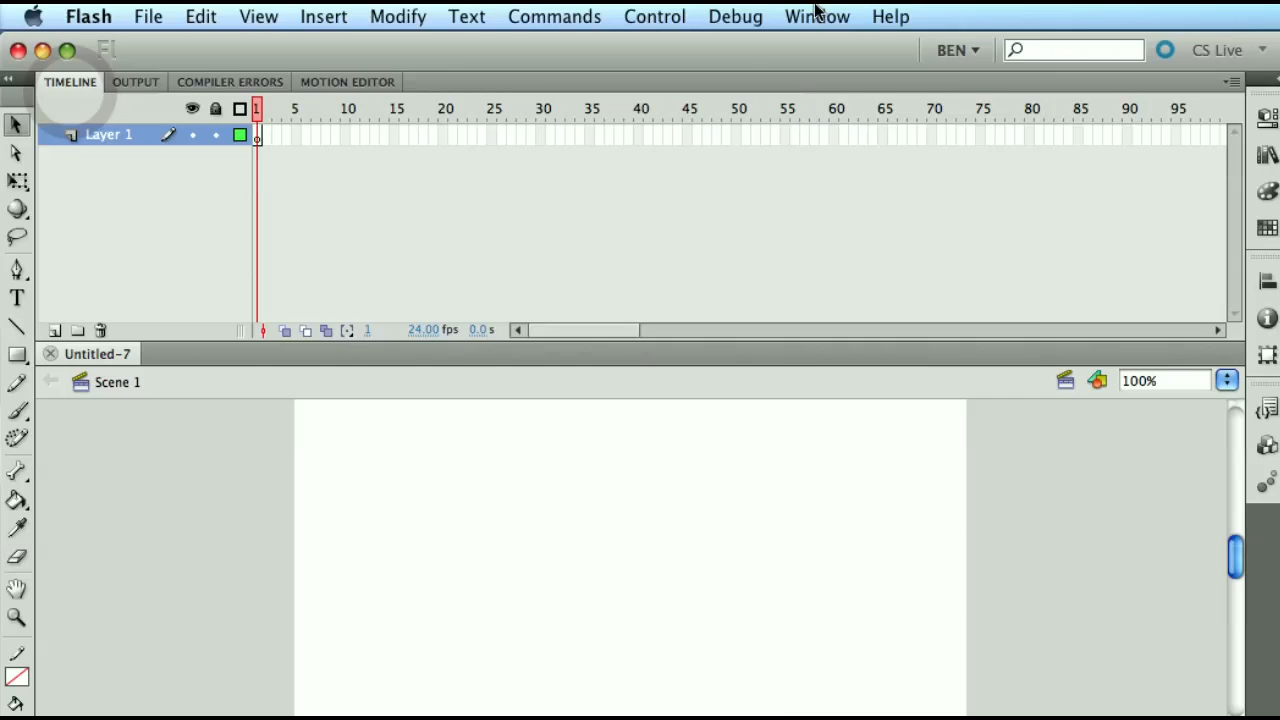 Flash File Edit View Insert Modify Text Commands Control Debug Window Help
Fl BEN CS Live
TIMELINE OUTPUT COMPILER ERRORS MOTION EDITOR
1 5 10 15 20 25 30 35 40 45 50 55 60 65 70 75 80 85 90 95
Layer 1
1 24.00 fps 0.0 s
Untitled-7
Scene 1 100%
T